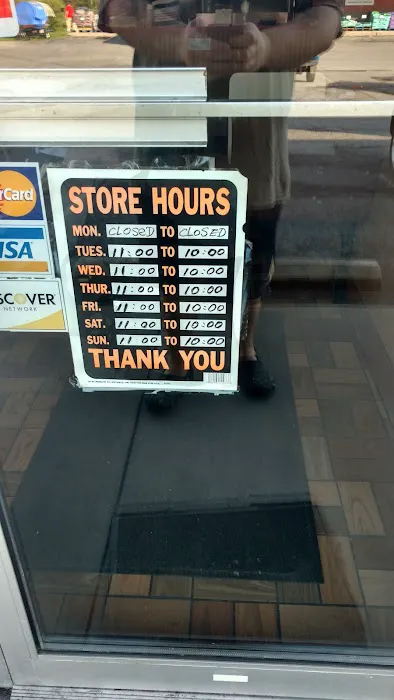 Card
VISA
SCOVER
NETWORK
STORE HOURS
MON. CLOSED TO CLOSED
TUES. 11:00 TO 10:00
WED. 11:00 TO 10:00
THUR. 11:00 TO 10:00
FRI. 11:00 TO 10:00
SAT. 11:00 TO 10:00
SUN. 11:00 TO 10:00
THANK YOU